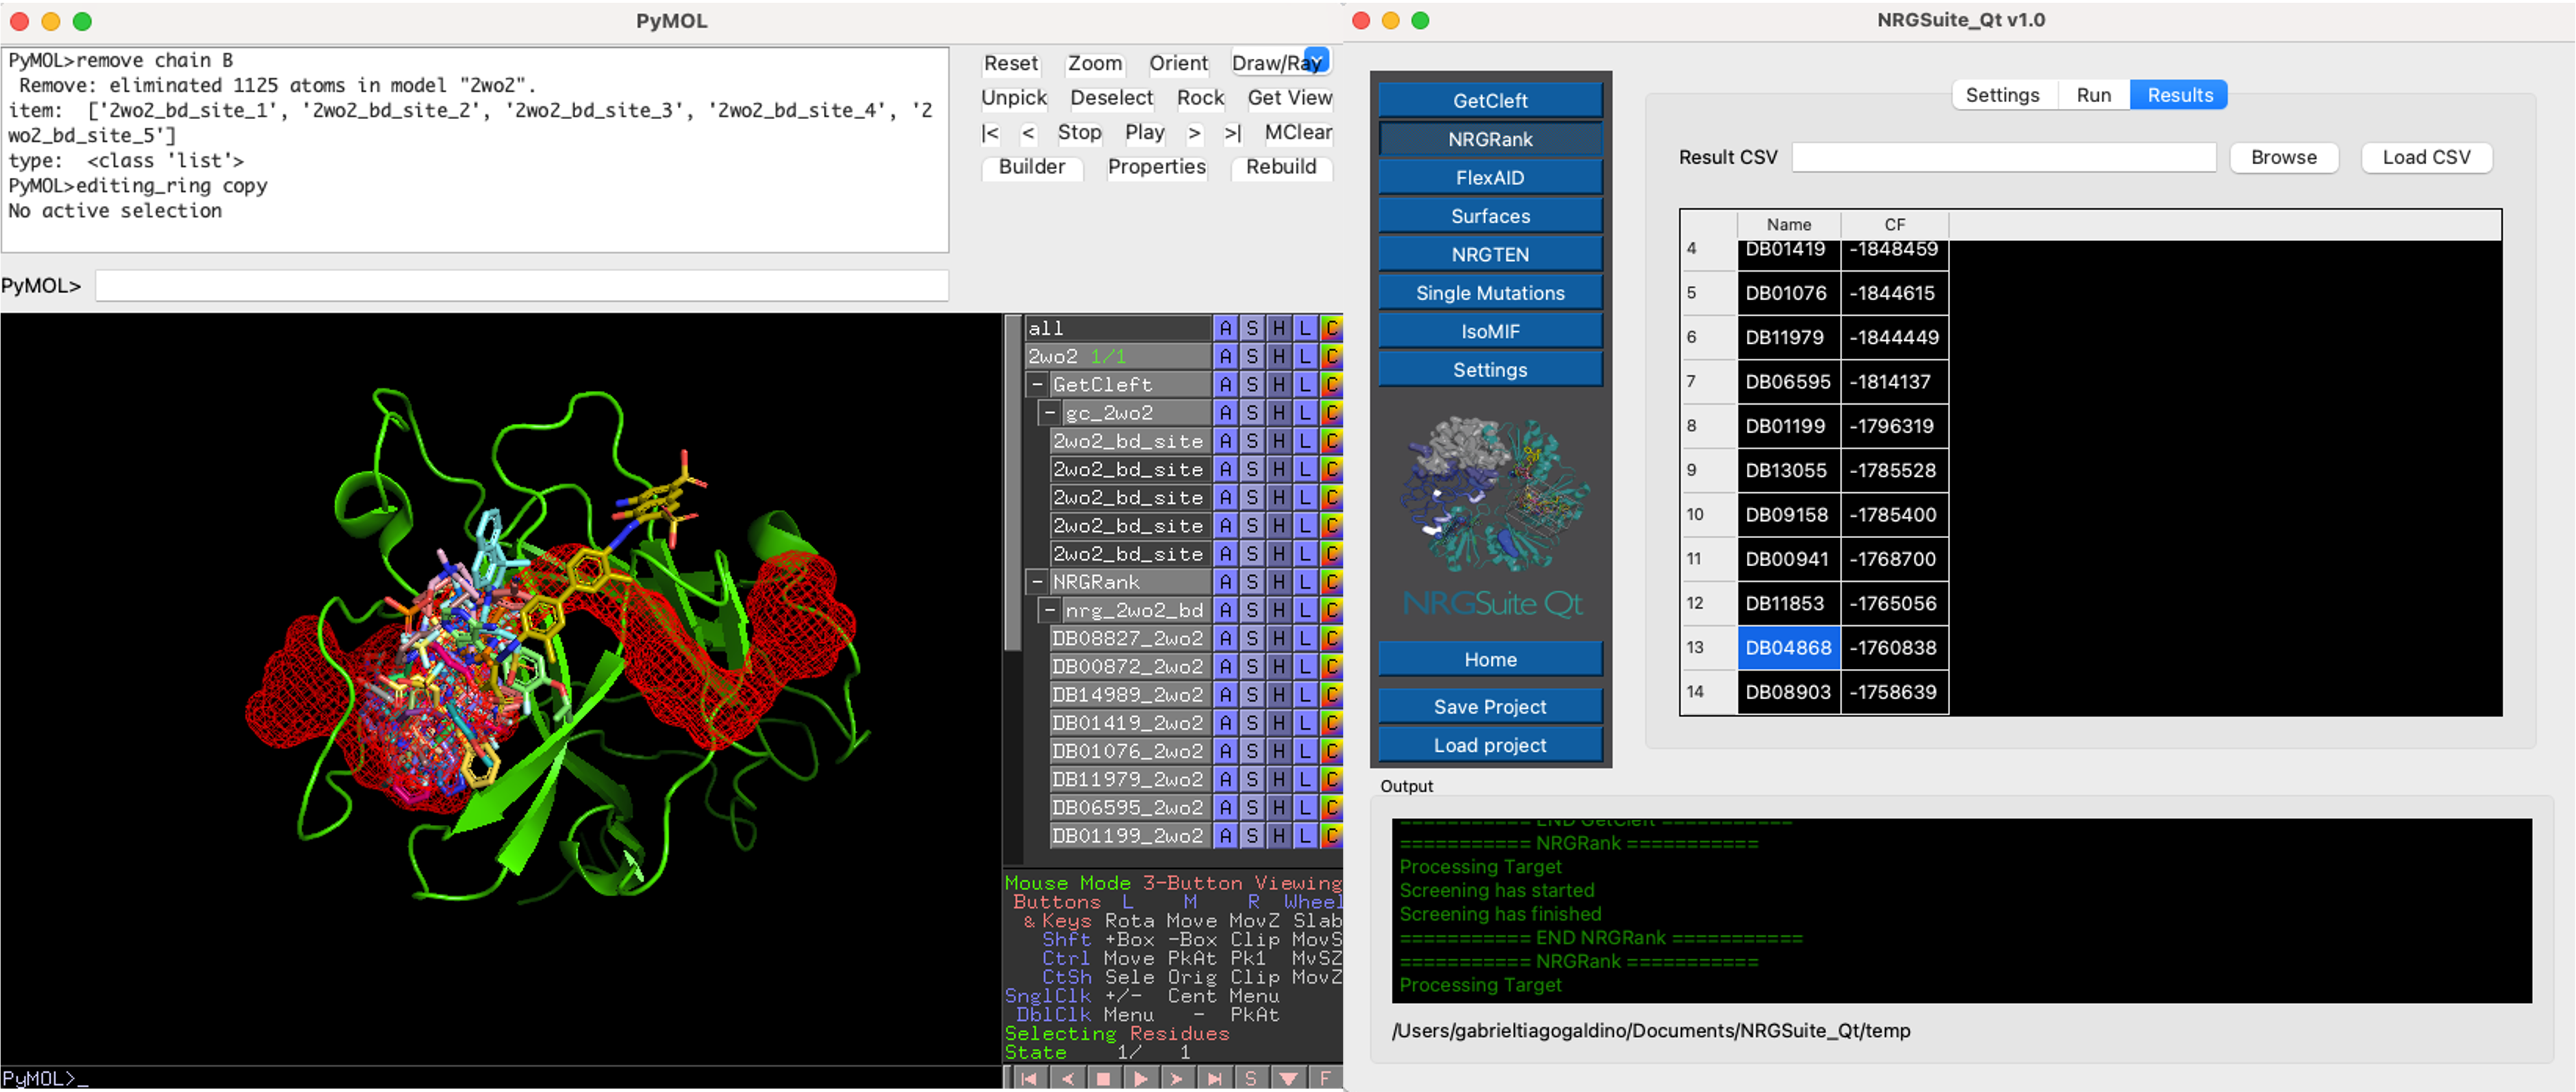 PyMOL
PyMOL>remove chain B
Remove: eliminated 1125 atoms in model "2wo2".
item:  ['2wo2_bd_site_1', '2wo2_bd_site_2', '2wo2_bd_site_3', '2wo2_bd_site_4', '2
wo2_bd_site_5']
type:  <class 'list'>
PyMOL>editing_ring copy
No active selection
PyMOL>
Reset Zoom Orient Draw/Ray
Unpick Deselect Rock Get View
|< < Stop Play > >| MClear
Builder Properties Rebuild
all A S H L C
2wo2 1/1 A S H L C
- GetCleft A S H L C
- gc_2wo2 A S H L C
2wo2_bd_site A S H L C
2wo2_bd_site A S H L C
2wo2_bd_site A S H L C
2wo2_bd_site A S H L C
2wo2_bd_site A S H L C
- NRGRank A S H L C
- nrg_2wo2_bd A S H L C
DB08827_2wo2 A S H L C
DB00872_2wo2 A S H L C
DB14989_2wo2 A S H L C
DB01419_2wo2 A S H L C
DB01076_2wo2 A S H L C
DB11979_2wo2 A S H L C
DB06595_2wo2 A S H L C
DB01199_2wo2 A S H L C
Mouse Mode 3-Button Viewing
Buttons L M R Wheel
& Keys Rota Move MovZ Slab
Shft +Box -Box Clip MovS
Ctrl Move PkAt Pk1 MvSZ
CtSh Sele Orig Clip MovZ
SnglClk +/- Cent Menu
DblClk Menu - PkAt
Selecting Residues
State 1/ 1
S F
PyMOL>_
NRGSuite_Qt v1.0
GetCleft
NRGRank
FlexAID
Surfaces
NRGTEN
Single Mutations
IsoMIF
Settings
NRGSuite Qt
Home
Save Project
Load project
Settings Run Results
Result CSV Browse Load CSV
Name CF
4 DB01419 -1848459
5 DB01076 -1844615
6 DB11979 -1844449
7 DB06595 -1814137
8 DB01199 -1796319
9 DB13055 -1785528
10 DB09158 -1785400
11 DB00941 -1768700
12 DB11853 -1765056
13 DB04868 -1760838
14 DB08903 -1758639
Output
=========== END GetCleft ===========
=========== NRGRank ===========
Processing Target
Screening has started
Screening has finished
=========== END NRGRank ===========
=========== NRGRank ===========
Processing Target
/Users/gabrieltiagogaldino/Documents/NRGSuite_Qt/temp